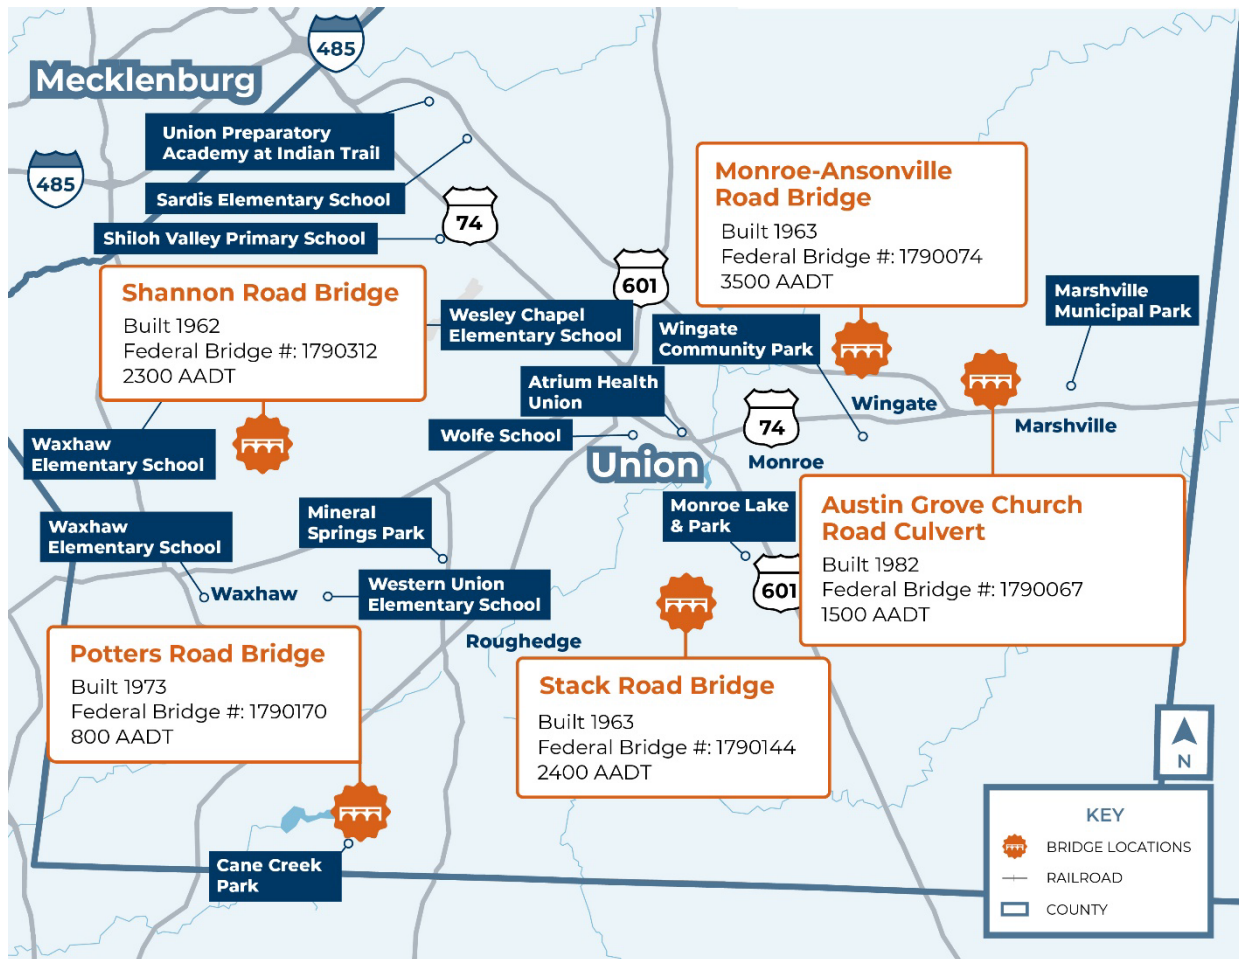 485
Mecklenburg
Union Preparatory
Academy at Indian Trail
485
Sardis Elementary School
74
Shiloh Valley Primary School
Monroe-Ansonville
Road Bridge
Built 1963
Federal Bridge #: 1790074
3500 AADT
601
Shannon Road Bridge
Built 1962
Federal Bridge #: 1790312
2300 AADT
Wesley Chapel
Elementary School
Wingate
Community Park
Marshville
Municipal Park
Atrium Health
Union
Wingate
74
Marshville
Wolfe School
Waxhaw
Elementary School
Union
Monroe
Monroe Lake
& Park
Austin Grove Church
Road Culvert
Built 1982
Federal Bridge #: 1790067
1500 AADT
Mineral
Springs Park
Waxhaw
Elementary School
601
Waxhaw
Western Union
Elementary School
Roughedge
Potters Road Bridge
Built 1973
Federal Bridge #: 1790170
800 AADT
Stack Road Bridge
Built 1963
Federal Bridge #: 1790144
2400 AADT
N
Cane Creek
Park
KEY
BRIDGE LOCATIONS
RAILROAD
COUNTY